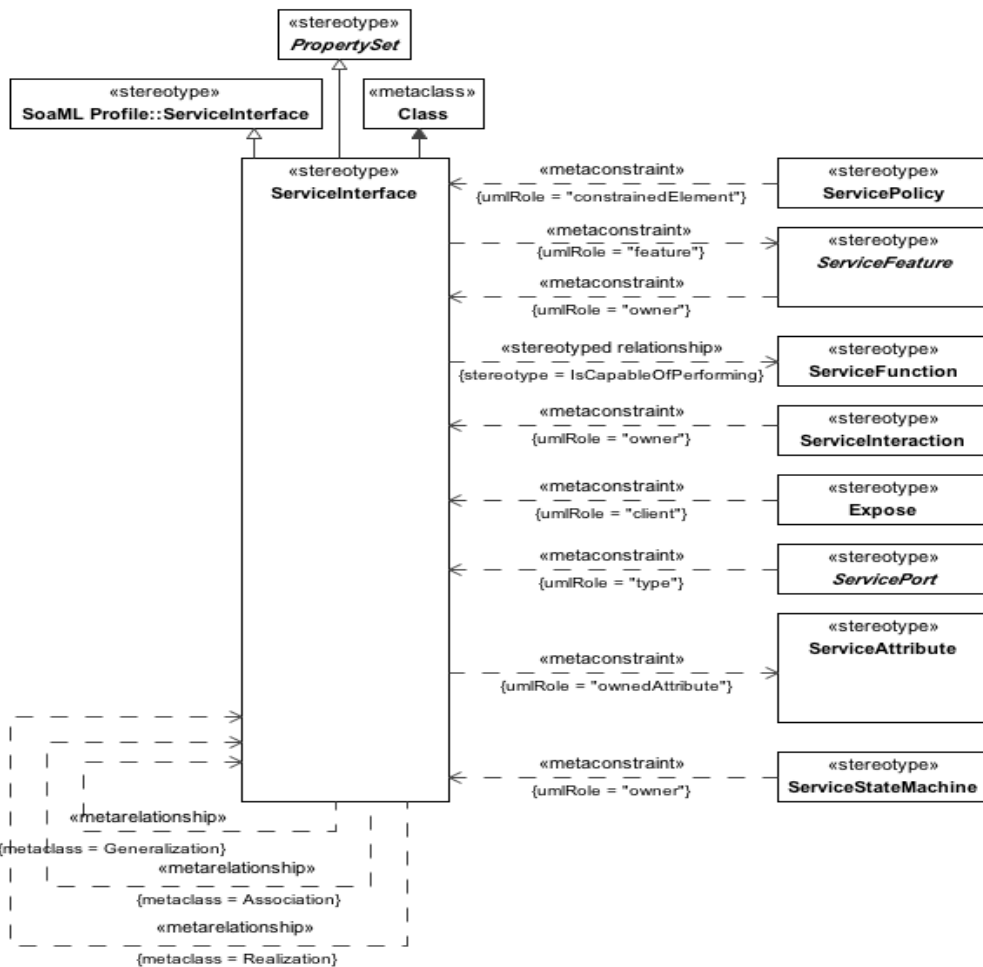 «stereotype»
PropertySet
«stereotype»
SoaML Profile::ServiceInterface
«metaclass»
Class
«stereotype»
ServiceInterface
«metaconstraint»
{umlRole = "constrainedElement"}
«stereotype»
ServicePolicy
«metaconstraint»
{umlRole = "feature"}
«stereotype»
ServiceFeature
«metaconstraint»
{umlRole = "owner"}
«stereotyped relationship»
{stereotype = IsCapableOfPerforming}
«stereotype»
ServiceFunction
«metaconstraint»
{umlRole = "owner"}
«stereotype»
ServiceInteraction
«metaconstraint»
{umlRole = "client"}
«stereotype»
Expose
«metaconstraint»
{umlRole = "type"}
«stereotype»
ServicePort
«metaconstraint»
{umlRole = "ownedAttribute"}
«stereotype»
ServiceAttribute
«metaconstraint»
{umlRole = "owner"}
«stereotype»
ServiceStateMachine
«metarelationship»
{metaclass = Generalization}
«metarelationship»
{metaclass = Association}
«metarelationship»
{metaclass = Realization}